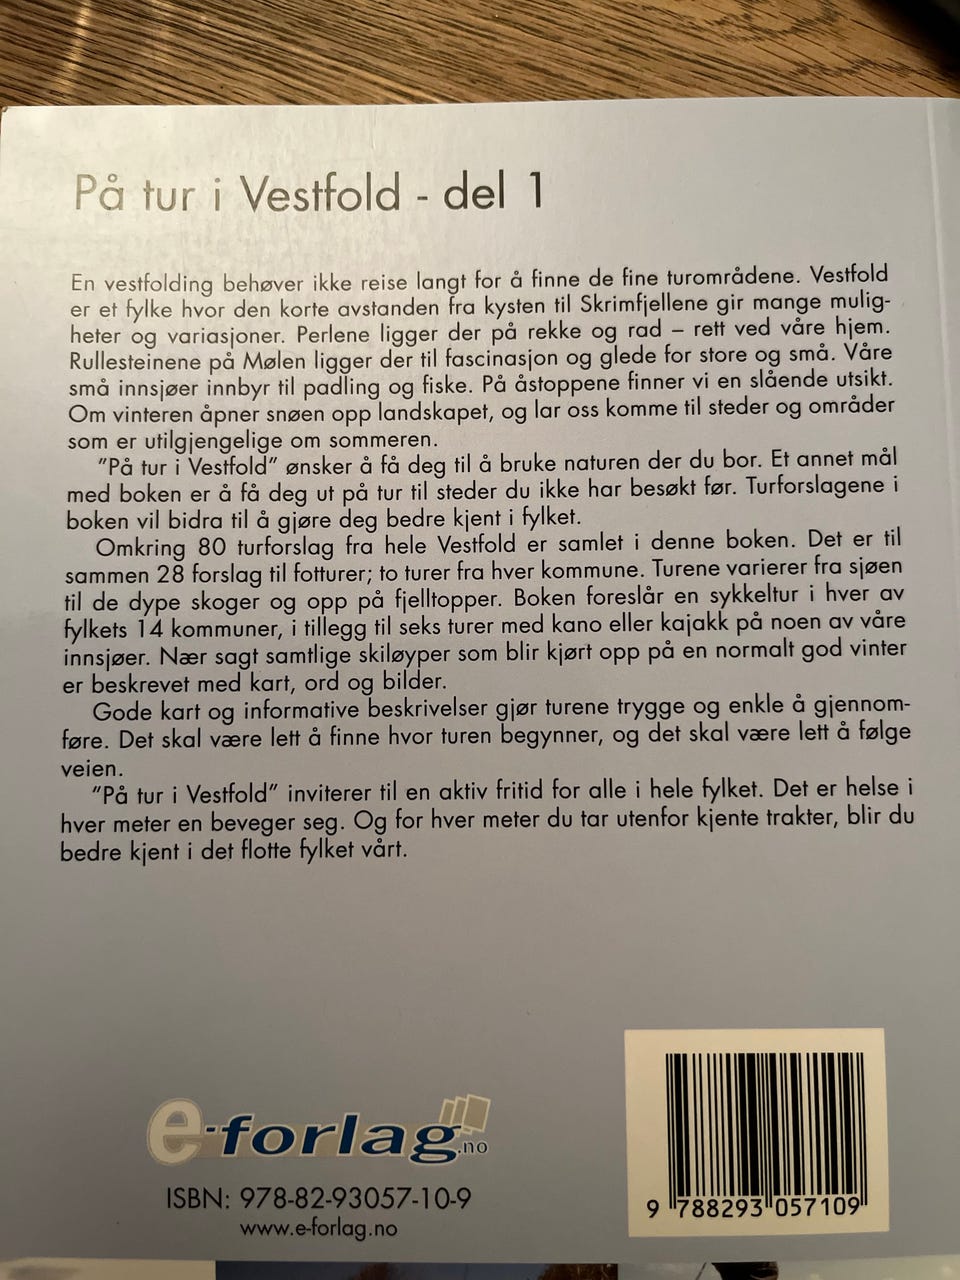 På tur i Vestfold - del 1
En vestfolding behøver ikke reise langt for å finne de fine turområdene. Vestfold
er et fylke hvor den korte avstanden fra kysten til Skrimfjellene gir mange mulig-
heter og variasjoner. Perlene ligger der på rekke og rad – rett ved våre hjem.
Rullesteinene på Mølen ligger der til fascinasjon og glede for store og små. Våre
små innsjøer innbyr til padling og fiske. På åstoppene finner vi en slående utsikt.
Om vinteren åpner snøen opp landskapet, og lar oss komme til steder og områder
som er utilgjengelige om sommeren.
"På tur i Vestfold" ønsker å få deg til å bruke naturen der du bor. Et annet mål
med boken er å få deg ut på tur til steder du ikke har besøkt før. Turforslagene i
boken vil bidra til å gjøre deg bedre kjent i fylket.
Omkring 80 turforslag fra hele Vestfold er samlet i denne boken. Det er til
sammen 28 forslag til fotturer; to turer fra hver kommune. Turene varierer fra sjøen
til de dype skoger og opp på fjelltopper. Boken foreslår en sykkeltur i hver av
fylkets 14 kommuner, i tillegg til seks turer med kano eller kajakk på noen av våre
innsjøer. Nær sagt samtlige skiløyper som blir kjørt opp på en normalt god vinter
er beskrevet med kart, ord og bilder.
Gode kart og informative beskrivelser gjør turene trygge og enkle å gjennom-
føre. Det skal være lett å finne hvor turen begynner, og det skal være lett å følge
veien.
"På tur i Vestfold" inviterer til en aktiv fritid for alle i hele fylket. Det er helse i
hver meter en beveger seg. Og for hver meter du tar utenfor kjente trakter, blir du
bedre kjent i det flotte fylket vårt.
e-forlag.no
ISBN: 978-82-93057-10-9
www.e-forlag.no
9 788293 057109